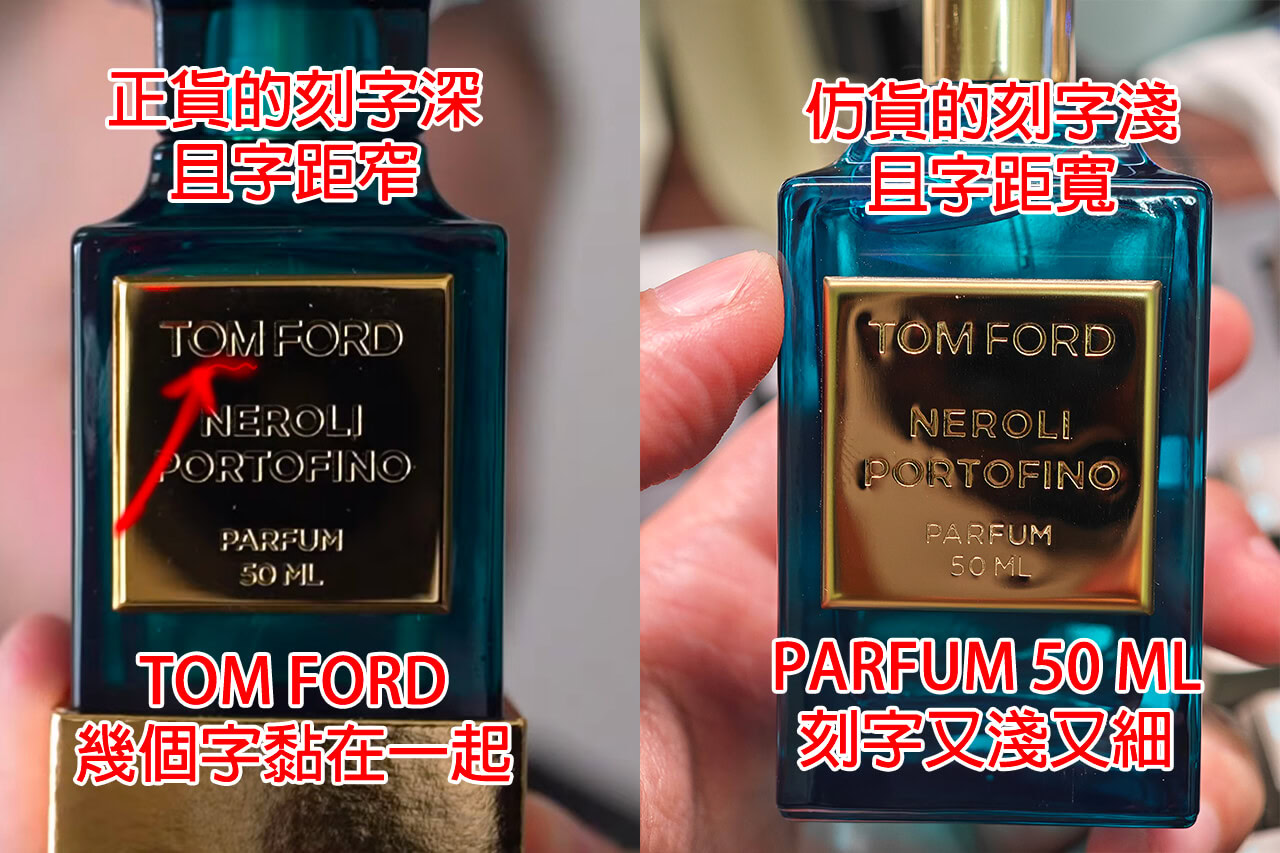 正貨的刻字深
且字距窄
TOM FORD
NEROLI
PORTOFINO
PARFUM
50 ML
TOM FORD
幾個字黏在一起
仿貨的刻字淺
且字距寬
TOM FORD
NEROLI
PORTOFINO
PARFUM
50 ML
PARFUM 50 ML
刻字又淺又細